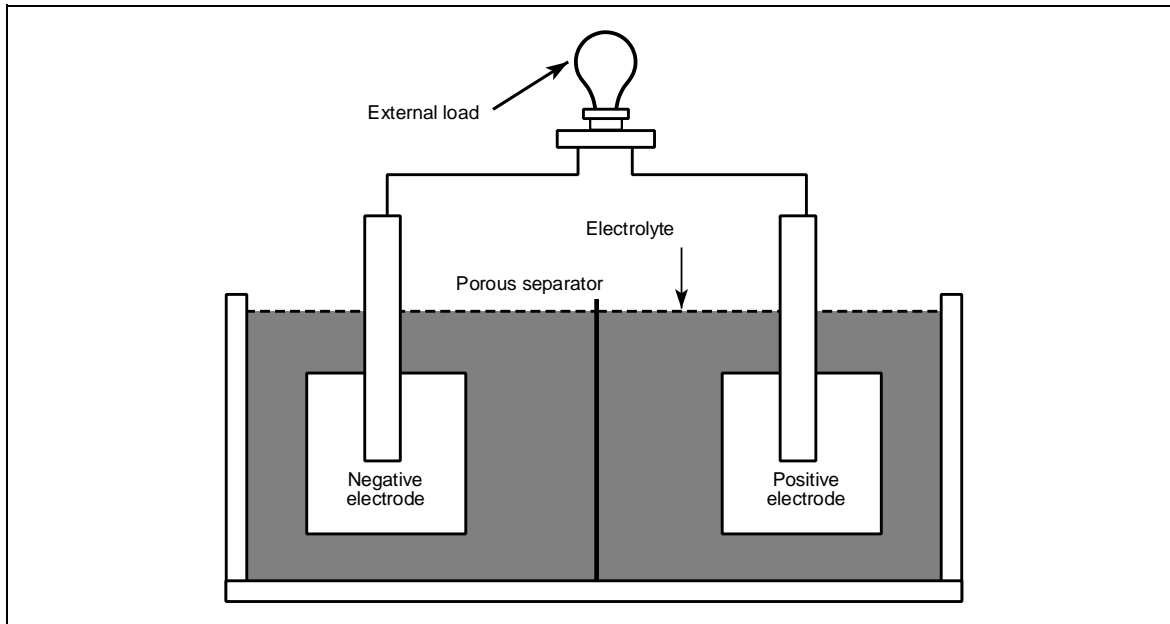 External load
Electrolyte
Porous separator
Negative
electrode
Positive
electrode